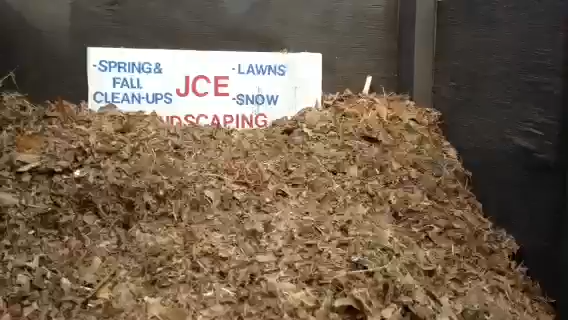 -SPRING& FALL CLEAN-UPS
JCE
-LAWNS
-SNOW
NDSCAPING